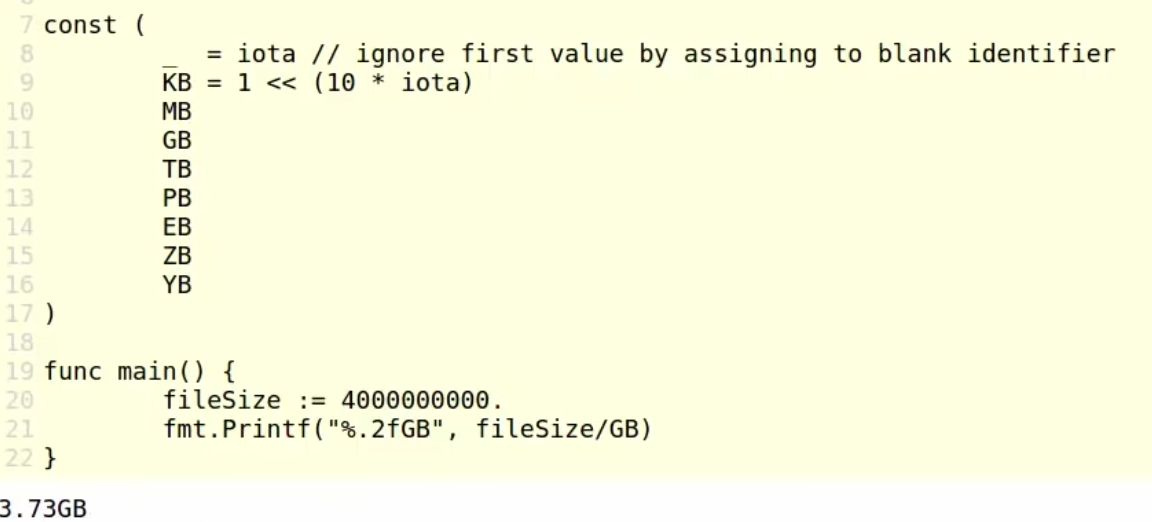 7 const (
8         _  = iota // ignore first value by assigning to blank identifier
9         KB = 1 << (10 * iota)
10         MB
11         GB
12         TB
13         PB
14         EB
15         ZB
16         YB
17 )
18
19 func main() {
20         fileSize := 4000000000.
21         fmt.Printf("%.2fGB", fileSize/GB)
22 }
3.73GB